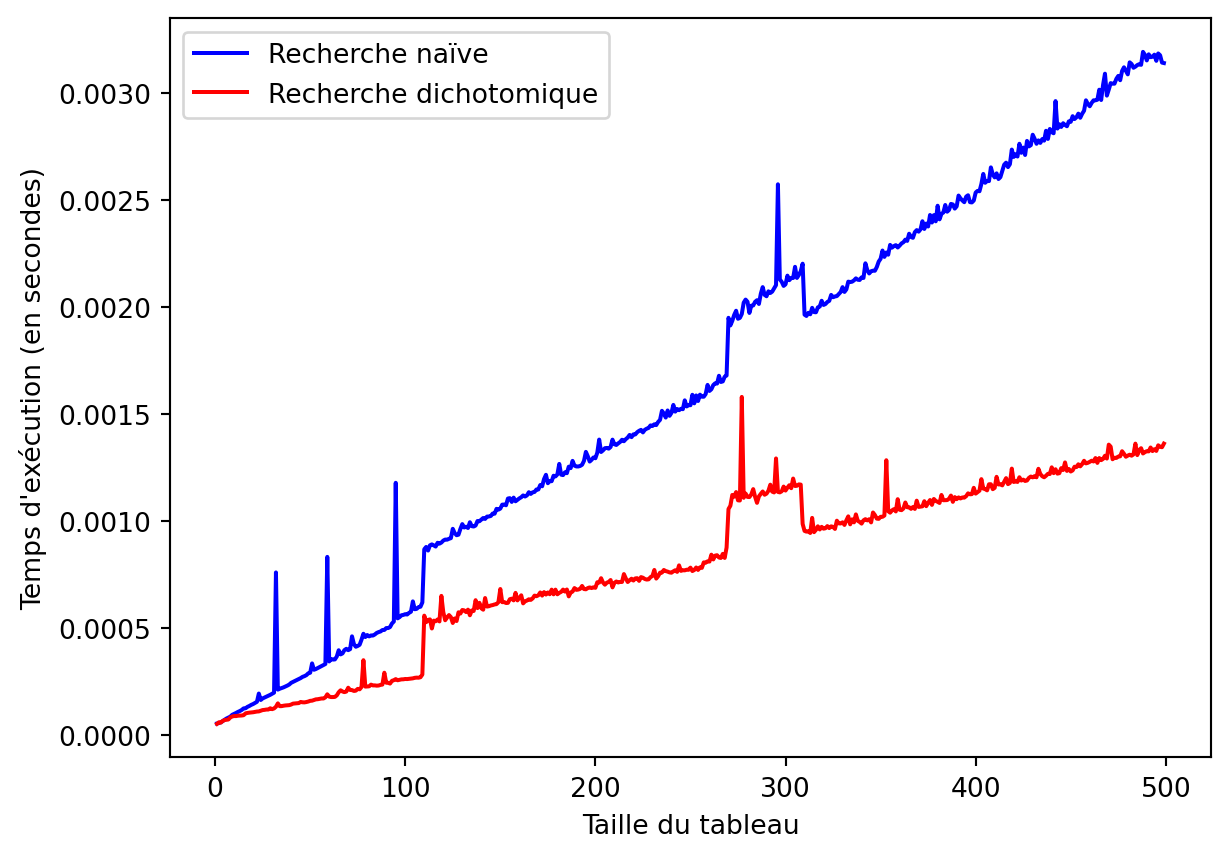 Recherche naïve
Recherche dichotomique
Temps d'exécution (en secondes)
0.0030
0.0025
0.0020
0.0015
0.0010
0.0005
0.0000
0 100 200 300 400 500
Taille du tableau